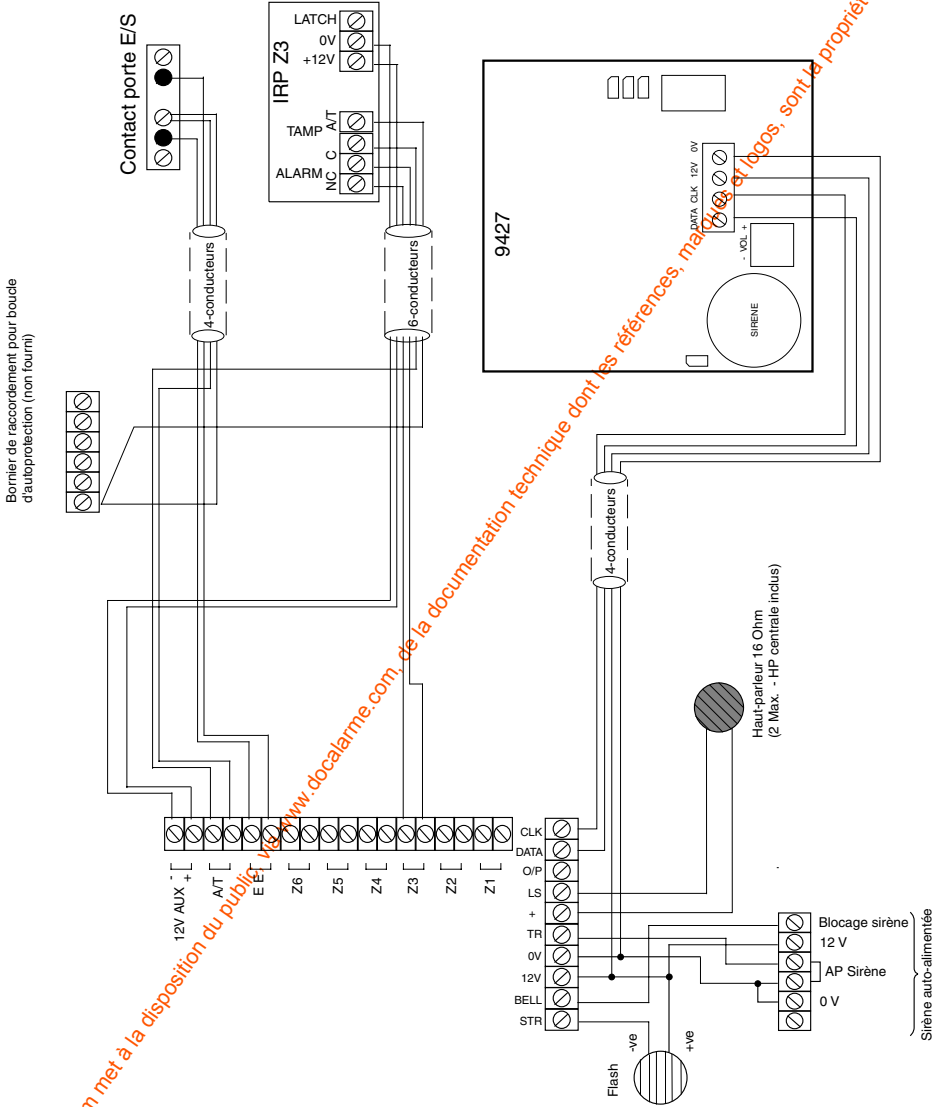 Contact porte E/S
IRP Z3
LATCH
0V
+12V
TAMP
A/T
C
ALARM
NC
Bornier de raccordement pour boucle
d'autoprotection (non fourni)
4-conducteurs
6-conducteurs
9427
DATA CLK 12V 0V
- VOL +
SIRENE
4-conducteurs
Haut-parleur 16 Ohm
(2 Max. - HP centrale inclus)
12V AUX - +
A/T
E E
Z6
Z5
Z4
Z3
Z2
Z1
CLK
DATA
O/P
LS
+
TR
0V
12V
BELL
STR
Flash
-ve
+ve
Blocage sirène
12 V
AP Sirène
0 V
Sirène auto-alimentée
m met à la disposition du public, via www.docalarme.com, de la documentation technique dont les références, marques et logos, sont la propriét